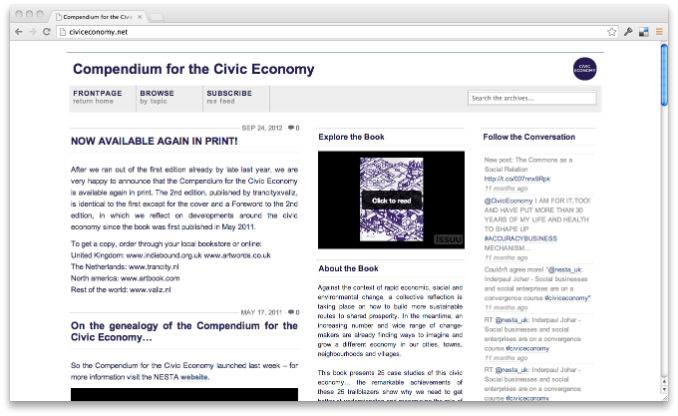 Compendium for the Civic
civiceconomy.net
Compendium for the Civic Economy
CIVIC
ECONOMY
FRONTPAGE
return home
BROWSE
by topic
SUBSCRIBE
rss feed
Search the archives...
SEP 24, 2012 0
NOW AVAILABLE AGAIN IN PRINT!
After we ran out of the first edition already by late last year, we are
very happy to announce that the Compendium for the Civic Economy
is available again in print. The 2nd edition, published by trancityxvaliz,
is identical to the first except for the cover and a Foreword to the 2nd
edition, in which we reflect on developments around the civic
economy since the book was first published in May 2011.
To get a copy, order through your local bookstore or online:
United Kingdom: www.indiebound.org.uk www.artwords.co.uk
The Netherlands: www.trancity.nl
North america: www.artbook.com
Rest of the world: www.valiz.nl
MAY 17, 2011 0
On the genealogy of the Compendium for the
Civic Economy...
So the Compendium for the Civic Economy launched last week – for
more information visit the NESTA website.
Explore the Book
Click to read
issuu
About the Book
Against the context of rapid economic, social and
environmental change, a collective reflection is
taking place on how to build more sustainable
routes to shared prosperity. In the meantime, an
increasing number and wide range of change-
makers are already finding ways to imagine and
grow a different economy in our cities, towns,
neighbourhoods and villages.
This book presents 25 case studies of this civic
economy... the remarkable achievements of
these 25 trailblazers show why we need to get
Follow the Conversation
New post: The Commons as a
Social Relation
11 months ago
@CivicEconomy I AM FOR IT,TOO!
AND HAVE PUT MORE THAN 30
YEARS OF MY LIFE AND HEALTH
TO SHAPE UP
#ACCURACYBUSINESS
MECHANISM...
11 months ago
Couldn't agree more! "@nesta_uk:
Inderpaul Johar - Social businesses
and social enterprises are on a
convergence course #civiceconomy"
11 months ago
RT @nesta_uk: Inderpaul Johar -
Social businesses and social
enterprises are on a convergence
course #civiceconomy
11 months ago
RT @nesta_uk: Inderpaul Johar -
Social businesses and social
enterprises are on a convergence
course #civiceconomy